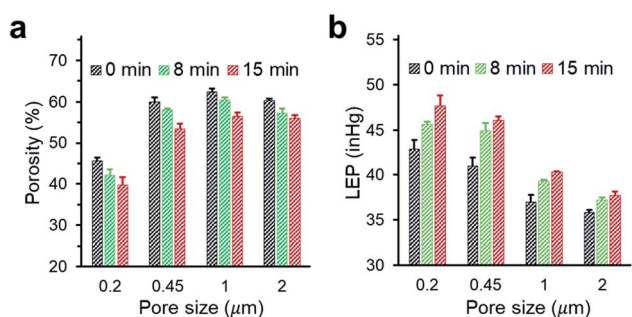 a
Porosity (%)
70
60
50
40
30
20
0 min 8 min 15 min
0.2 0.45 1 2
Pore size (μm)
b
LEP (inHg)
55
50
45
40
35
30
0 min 8 min 15 min
0.2 0.45 1 2
Pore size (μm)